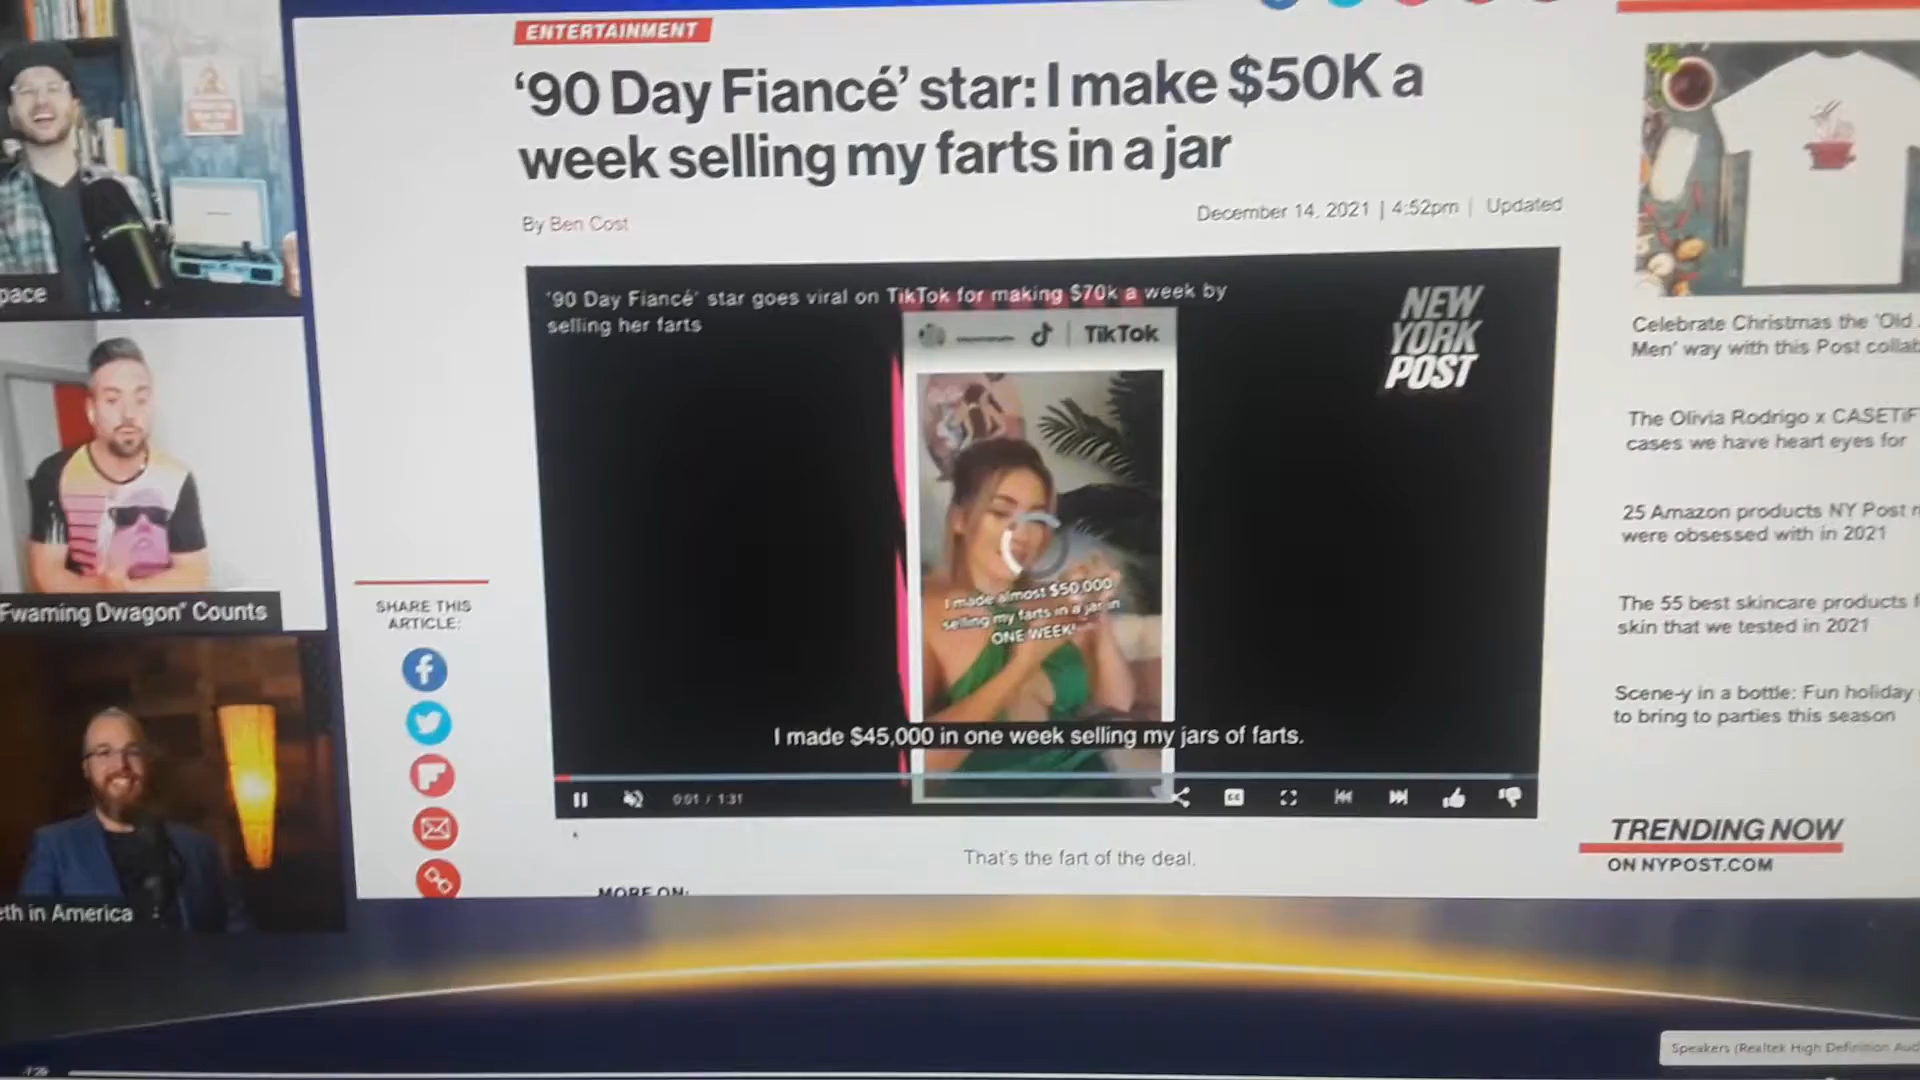 ENTERTAINMENT
‘90 Day Fiancé’ star: I make $50K a
week selling my farts in a jar
By Ben Cost
December 14, 2021 | 4:52pm | Updated
'90 Day Fiancé' star goes viral on TikTok for making $70k a week by
selling her farts
NEW
YORK
POST
TikTok
I made almost $50,000
selling my farts in a jar in
ONE WEEK!
I made $45,000 in one week selling my jars of farts.
0:01 / 1:31
CC
That's the fart of the deal.
MORE ON:
SHARE THIS
ARTICLE:
pace
Fwaming Dwagon" Counts
eth in America
Celebrate Christmas the 'Old
Men' way with this Post collab
The Olivia Rodrigo x CASETiF
cases we have heart eyes for
25 Amazon products NY Post r
were obsessed with in 2021
The 55 best skincare products f
skin that we tested in 2021
Scene-y in a bottle: Fun holiday
to bring to parties this season
TRENDING NOW
ON NYPOST.COM
Speakers (Realtek High Definition Aud